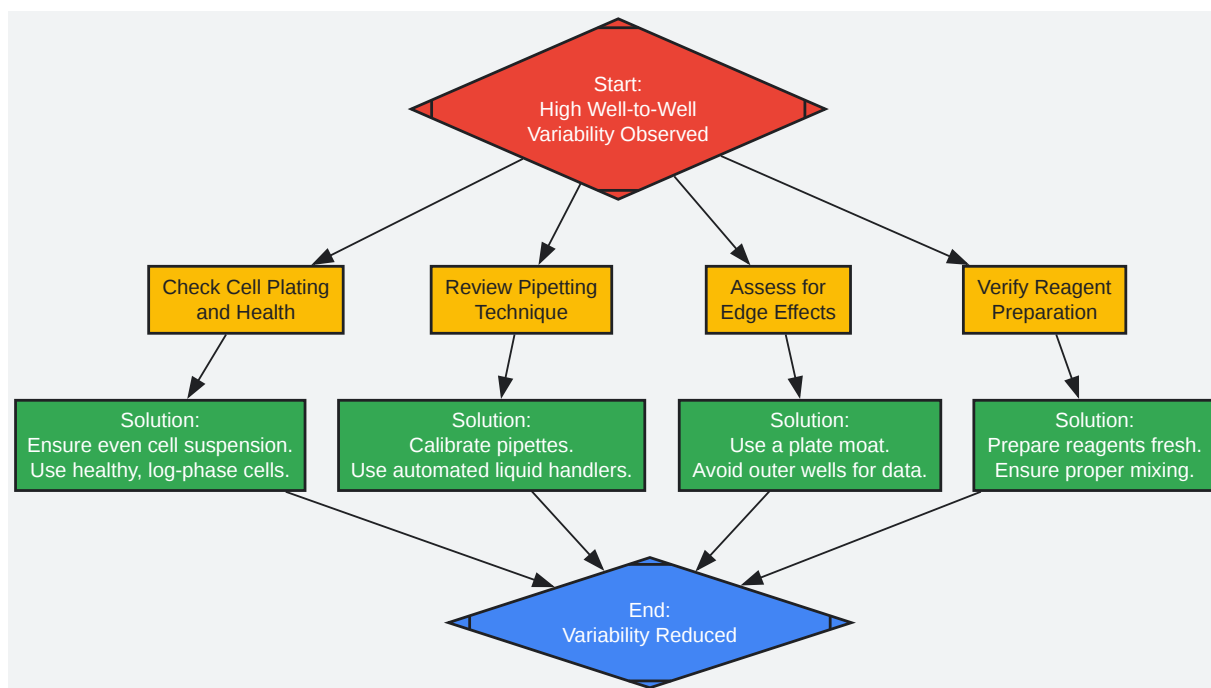 Start:
High Well-to-Well
Variability Observed
Check Cell Plating
and Health
Review Pipetting
Technique
Assess for
Edge Effects
Verify Reagent
Preparation
Solution:
Ensure even cell suspension.
Use healthy, log-phase cells.
Solution:
Calibrate pipettes.
Use automated liquid handlers.
Solution:
Use a plate moat.
Avoid outer wells for data.
Solution:
Prepare reagents fresh.
Ensure proper mixing.
End:
Variability Reduced